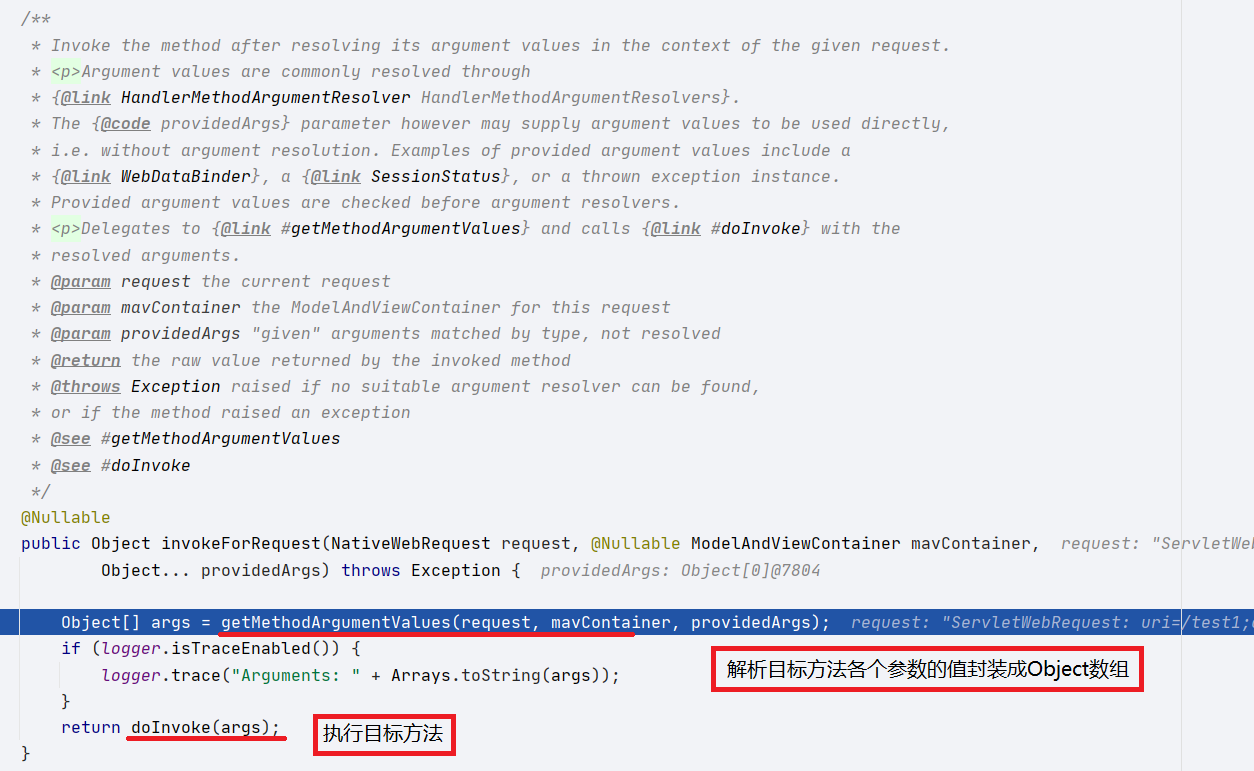 /**
* Invoke the method after resolving its argument values in the context of the given request.
* <p>Argument values are commonly resolved through
* {@link HandlerMethodArgumentResolver HandlerMethodArgumentResolvers}.
* The {@code providedArgs} parameter however may supply argument values to be used directly,
* i.e. without argument resolution. Examples of provided argument values include a
* {@link WebDataBinder}, a {@link SessionStatus}, or a thrown exception instance.
* Provided argument values are checked before argument resolvers.
* <p>Delegates to {@link #getMethodArgumentValues} and calls {@link #doInvoke} with the
* resolved arguments.
* @param request the current request
* @param mavContainer the ModelAndViewContainer for this request
* @param providedArgs "given" arguments matched by type, not resolved
* @return the raw value returned by the invoked method
* @throws Exception raised if no suitable argument resolver can be found,
* or if the method raised an exception
* @see #getMethodArgumentValues
* @see #doInvoke
*/
@Nullable
public Object invokeForRequest(NativeWebRequest request, @Nullable ModelAndViewContainer mavContainer, request: "ServletWeb
Object... providedArgs) throws Exception { providedArgs: Object[0]@7804
Object[] args = getMethodArgumentValues(request, mavContainer, providedArgs); request: "ServletWebRequest: uri=/test1;
if (logger.isTraceEnabled()) {
logger.trace("Arguments: " + Arrays.toString(args));
解析目标方法各个参数的值封装成Object数组
}
return doInvoke(args);
执行目标方法
}